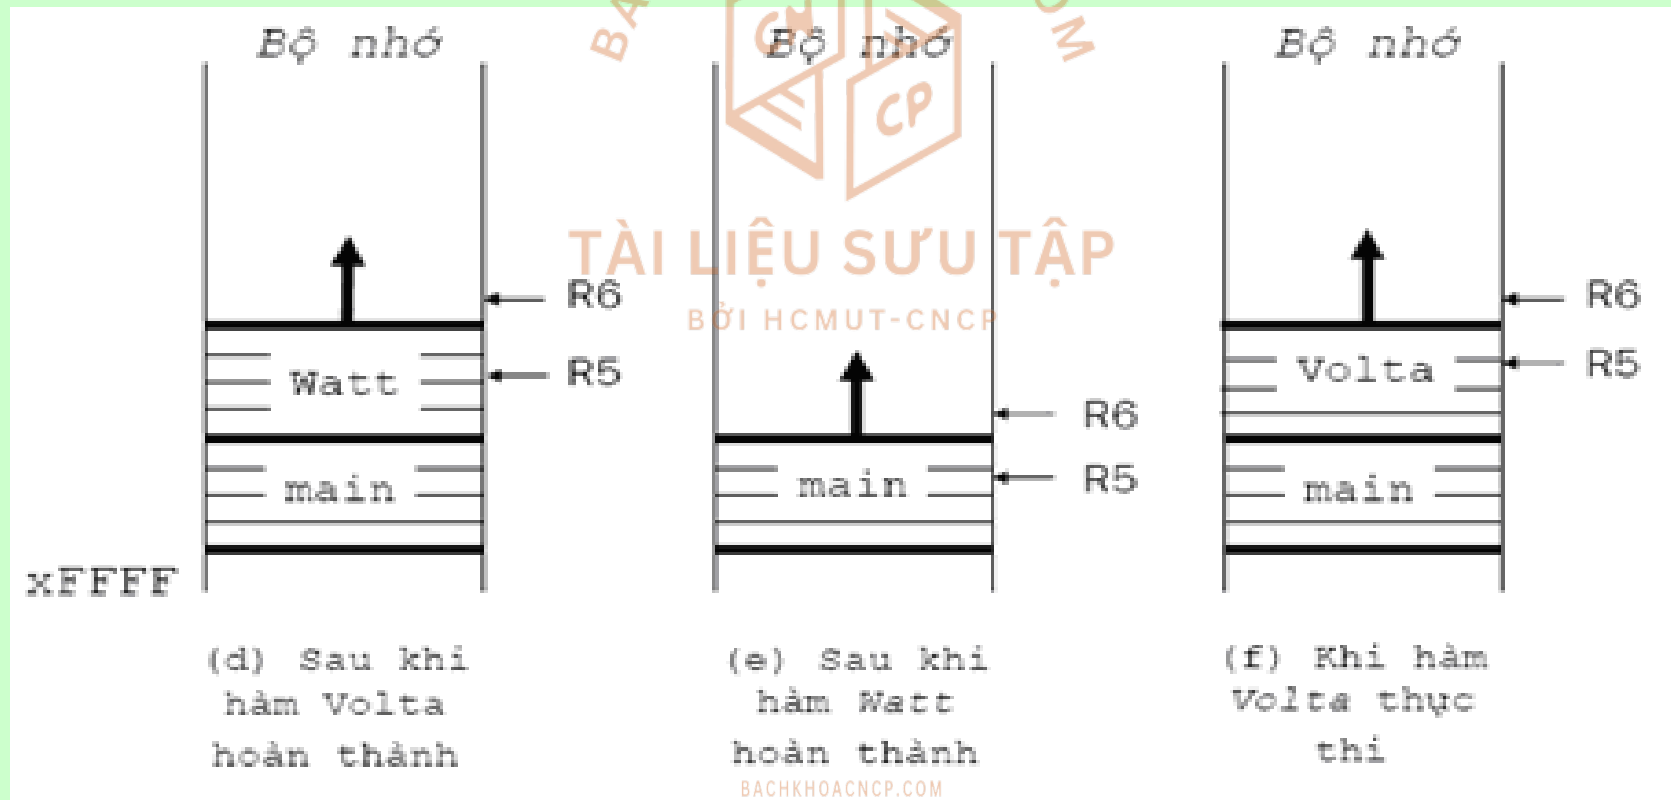 Bộ nhớ
Bộ nhớ
Bộ nhớ
CP
TÀI LIỆU SƯU TẬP
BỞI HCMUT-CNCP
R6
Watt
R5
main
xFFFF
R6
main
R5
R6
Volta
R5
main
(d) Sau khi
hàm Volta
hoàn thành
(e) Sau khi
hàm Watt
hoàn thành
(f) Khi hàm
Volta thực
thi
BACHKHOACNCP.COM